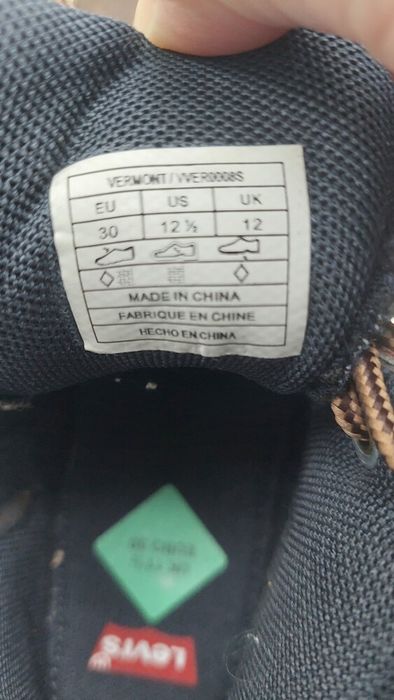 VERMONT / VVER0008S
EU US UK
30 12 ½ 12
MADE IN CHINA
FABRIQUE EN CHINE
HECHO EN CHINA
Levi's